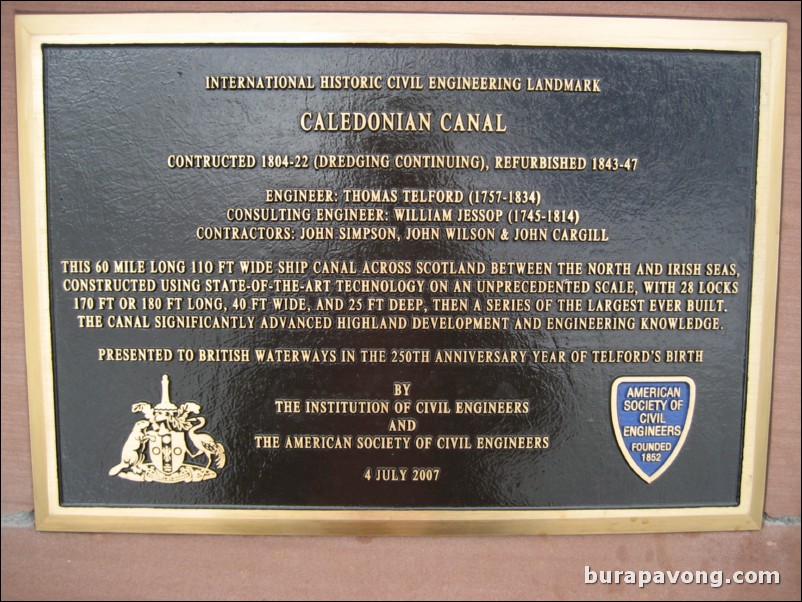 INTERNATIONAL HISTORIC CIVIL ENGINEERING LANDMARK
CALEDONIAN CANAL
CONTRUCTED 1804-22 (DREDGING CONTINUING), REFURBISHED 1843-47
ENGINEER: THOMAS TELFORD (1757-1834)
CONSULTING ENGINEER: WILLIAM JESSOP (1745-1814)
CONTRACTORS: JOHN SIMPSON, JOHN WILSON & JOHN CARGILL
THIS 60 MILE LONG 110 FT WIDE SHIP CANAL ACROSS SCOTLAND BETWEEN THE NORTH AND IRISH SEAS,
CONSTRUCTED USING STATE-OF-THE-ART TECHNOLOGY ON AN UNPRECEDENTED SCALE, WITH 28 LOCKS
170 FT OR 180 FT LONG, 40 FT WIDE, AND 25 FT DEEP, THEN A SERIES OF THE LARGEST EVER BUILT.
THE CANAL SIGNIFICANTLY ADVANCED HIGHLAND DEVELOPMENT AND ENGINEERING KNOWLEDGE.
PRESENTED TO BRITISH WATERWAYS IN THE 250TH ANNIVERSARY YEAR OF TELFORD'S BIRTH
BY
THE INSTITUTION OF CIVIL ENGINEERS
AND
THE AMERICAN SOCIETY OF CIVIL ENGINEERS
4 JULY 2007
AMERICAN
SOCIETY OF
CIVIL
ENGINEERS
FOUNDED
1852
burapavong.com